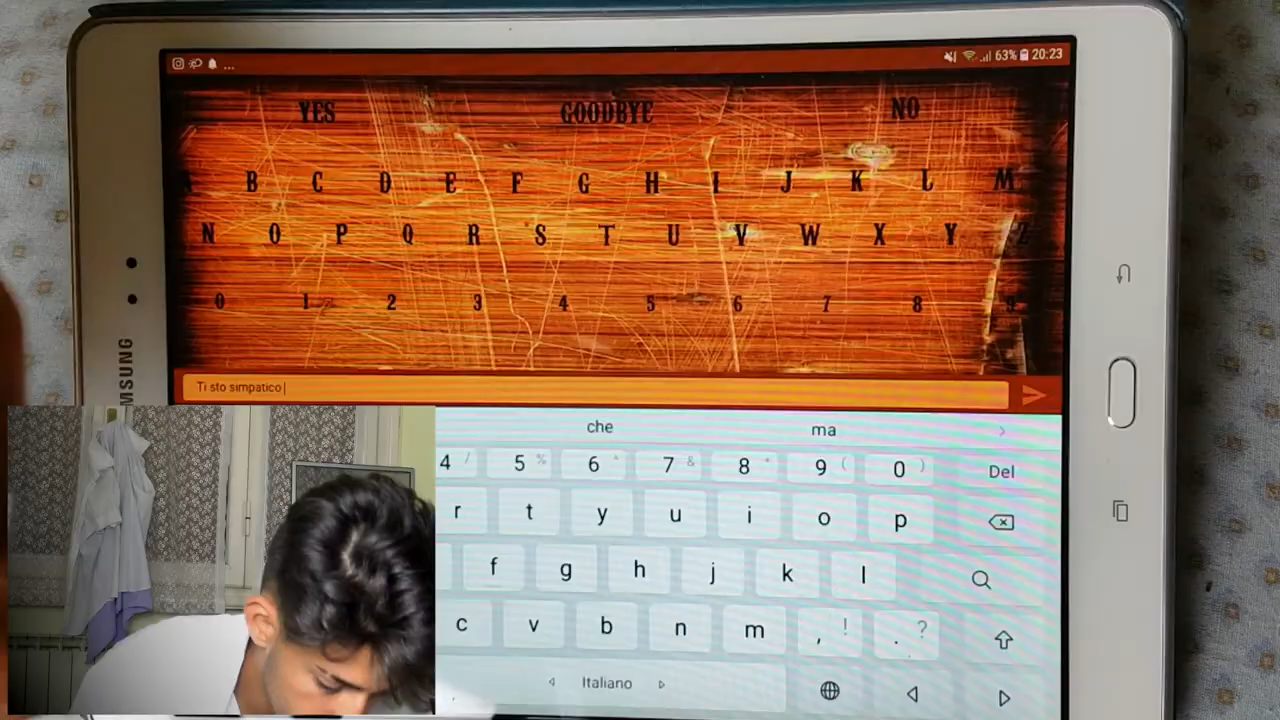 63% 20:23
YES GOODBYE NO
B C D E F G H I J K L M
N O P Q R S T U V W X Y Z
0 1 2 3 4 5 6 7 8 9
Ti sto simpatico
SAMSUNG
che ma
4 / 5 % 6 ^ 7 & 8 * 9 ( 0 ) Del
r t y u i o p
f g h j k l
c v b n m , ! . ?
Italiano